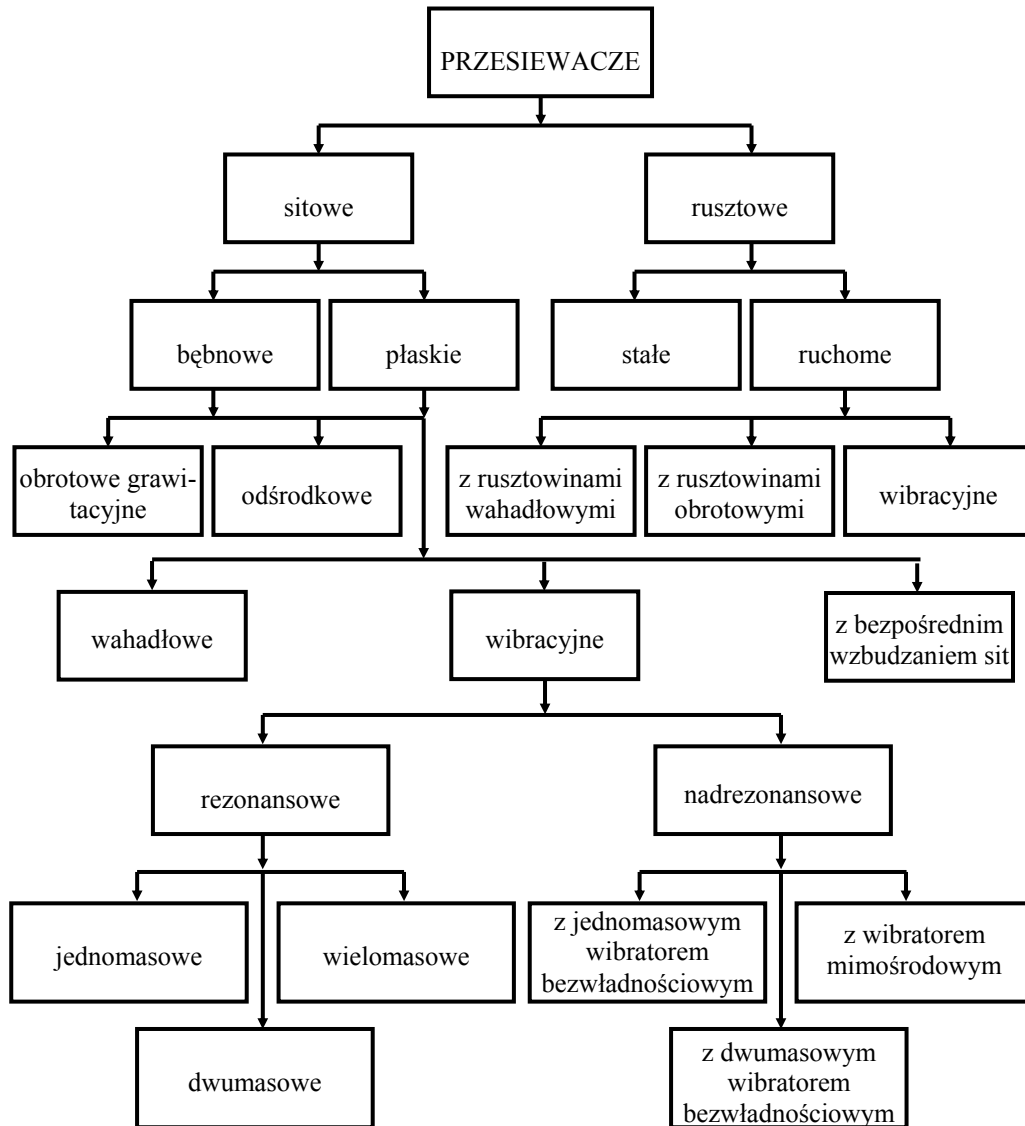 PRZESIEWACZE
sitowe
rusztowe
bębnowe
płaskie
stałe
ruchome
obrotowe grawi-
tacyjne
odśrodkowe
z rusztowinami
wahadłowymi
z rusztowinami
obrotowymi
wibracyjne
wahadłowe
wibracyjne
z bezpośrednim
wzbudzaniem sit
rezonansowe
nadrezonansowe
jednomasowe
wielomasowe
z jednomasowym
wibratorem
bezwładnościowym
z wibratorem
mimośrodowym
dwumasowe
z dwumasowym
wibratorem
bezwładnościowym